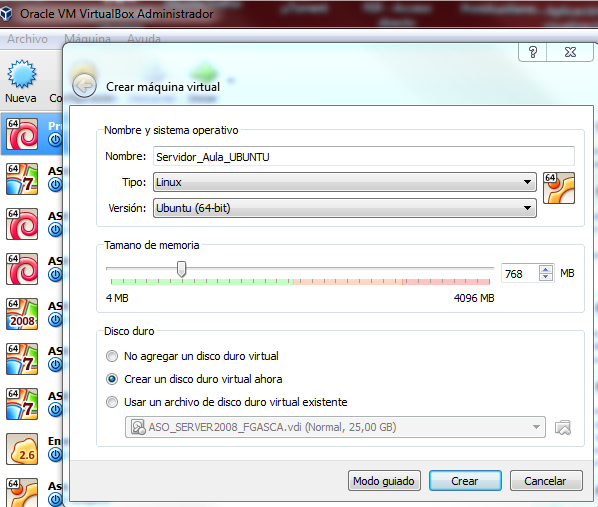 Oracle VM VirtualBox Administrador
Archivo Máquina Ayuda
Nueva
Crear máquina virtual
Nombre y sistema operativo
Nombre: Servidor_Aula_UBUNTU
Tipo: Linux
Versión: Ubuntu (64-bit)
64
Tamano de memoria
768 MB
4 MB 4096 MB
Disco duro
No agregar un disco duro virtual
Crear un disco duro virtual ahora
Usar un archivo de disco duro virtual existente
ASO_SERVER2008_FGASCA.vdi (Normal, 25,00 GB)
Modo guiado Crear Cancelar
64 Pr
64 7 AS
64 AS
64 AS
64 2008 AS
64 7 AS
64 7 AS
2.6 En
64 AS